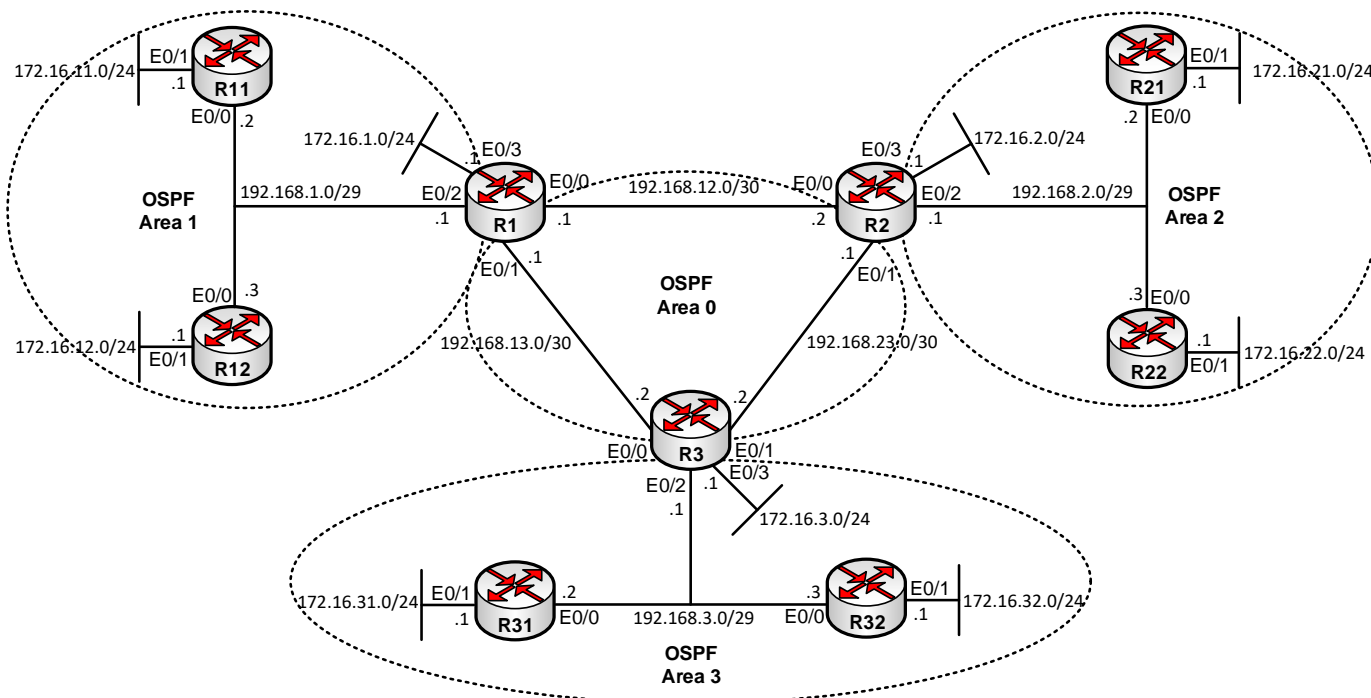 E0/1
172.16.11.0/24
.1
R11
E0/0
.2
E0/1
R21
172.16.21.0/24
.1
.2
E0/0
172.16.1.0/24
.1
E0/3
E0/3
.1
172.16.2.0/24
192.168.1.0/29
E0/2
E0/0
192.168.12.0/30
E0/0
E0/2
192.168.2.0/29
OSPF
Area 1
.1
R1
.1
.2
R2
.1
OSPF
Area 2
.1
E0/1
.1
E0/1
OSPF
Area 0
E0/0
.3
.1
172.16.12.0/24
E0/1
R12
.3
E0/0
.1
R22
E0/1
172.16.22.0/24
192.168.13:0/30
192.168.23:0/30
.2
.2
E0/0
R3
E0/1
E0/3
E0/2
.1
.1
172.16.3.0/24
172.16.31.0/24
E0/1
.1
R31
.2
E0/0
192.168.3.0/29
.3
E0/0
R32
E0/1
.1
172.16.32.0/24
OSPF
Area 3